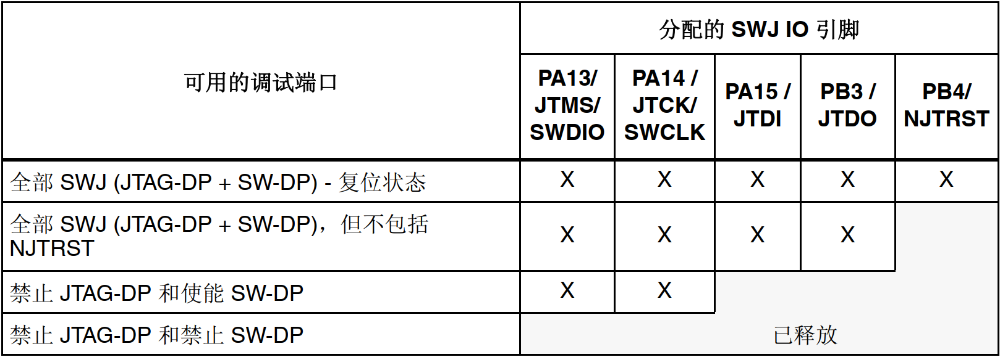 可用的调试端口
分配的 SWJ IO 引脚
PA13/
JTMS/
SWDIO
PA14 /
JTCK/
SWCLK
PA15 /
JTDI
PB3 /
JTDO
PB4/
NJTRST
全部 SWJ (JTAG-DP + SW-DP) - 复位状态 X X X X X
全部 SWJ (JTAG-DP + SW-DP)，但不包括
NJTRST
X X X X
禁止 JTAG-DP 和使能 SW-DP X X
禁止 JTAG-DP 和禁止 SW-DP 已释放